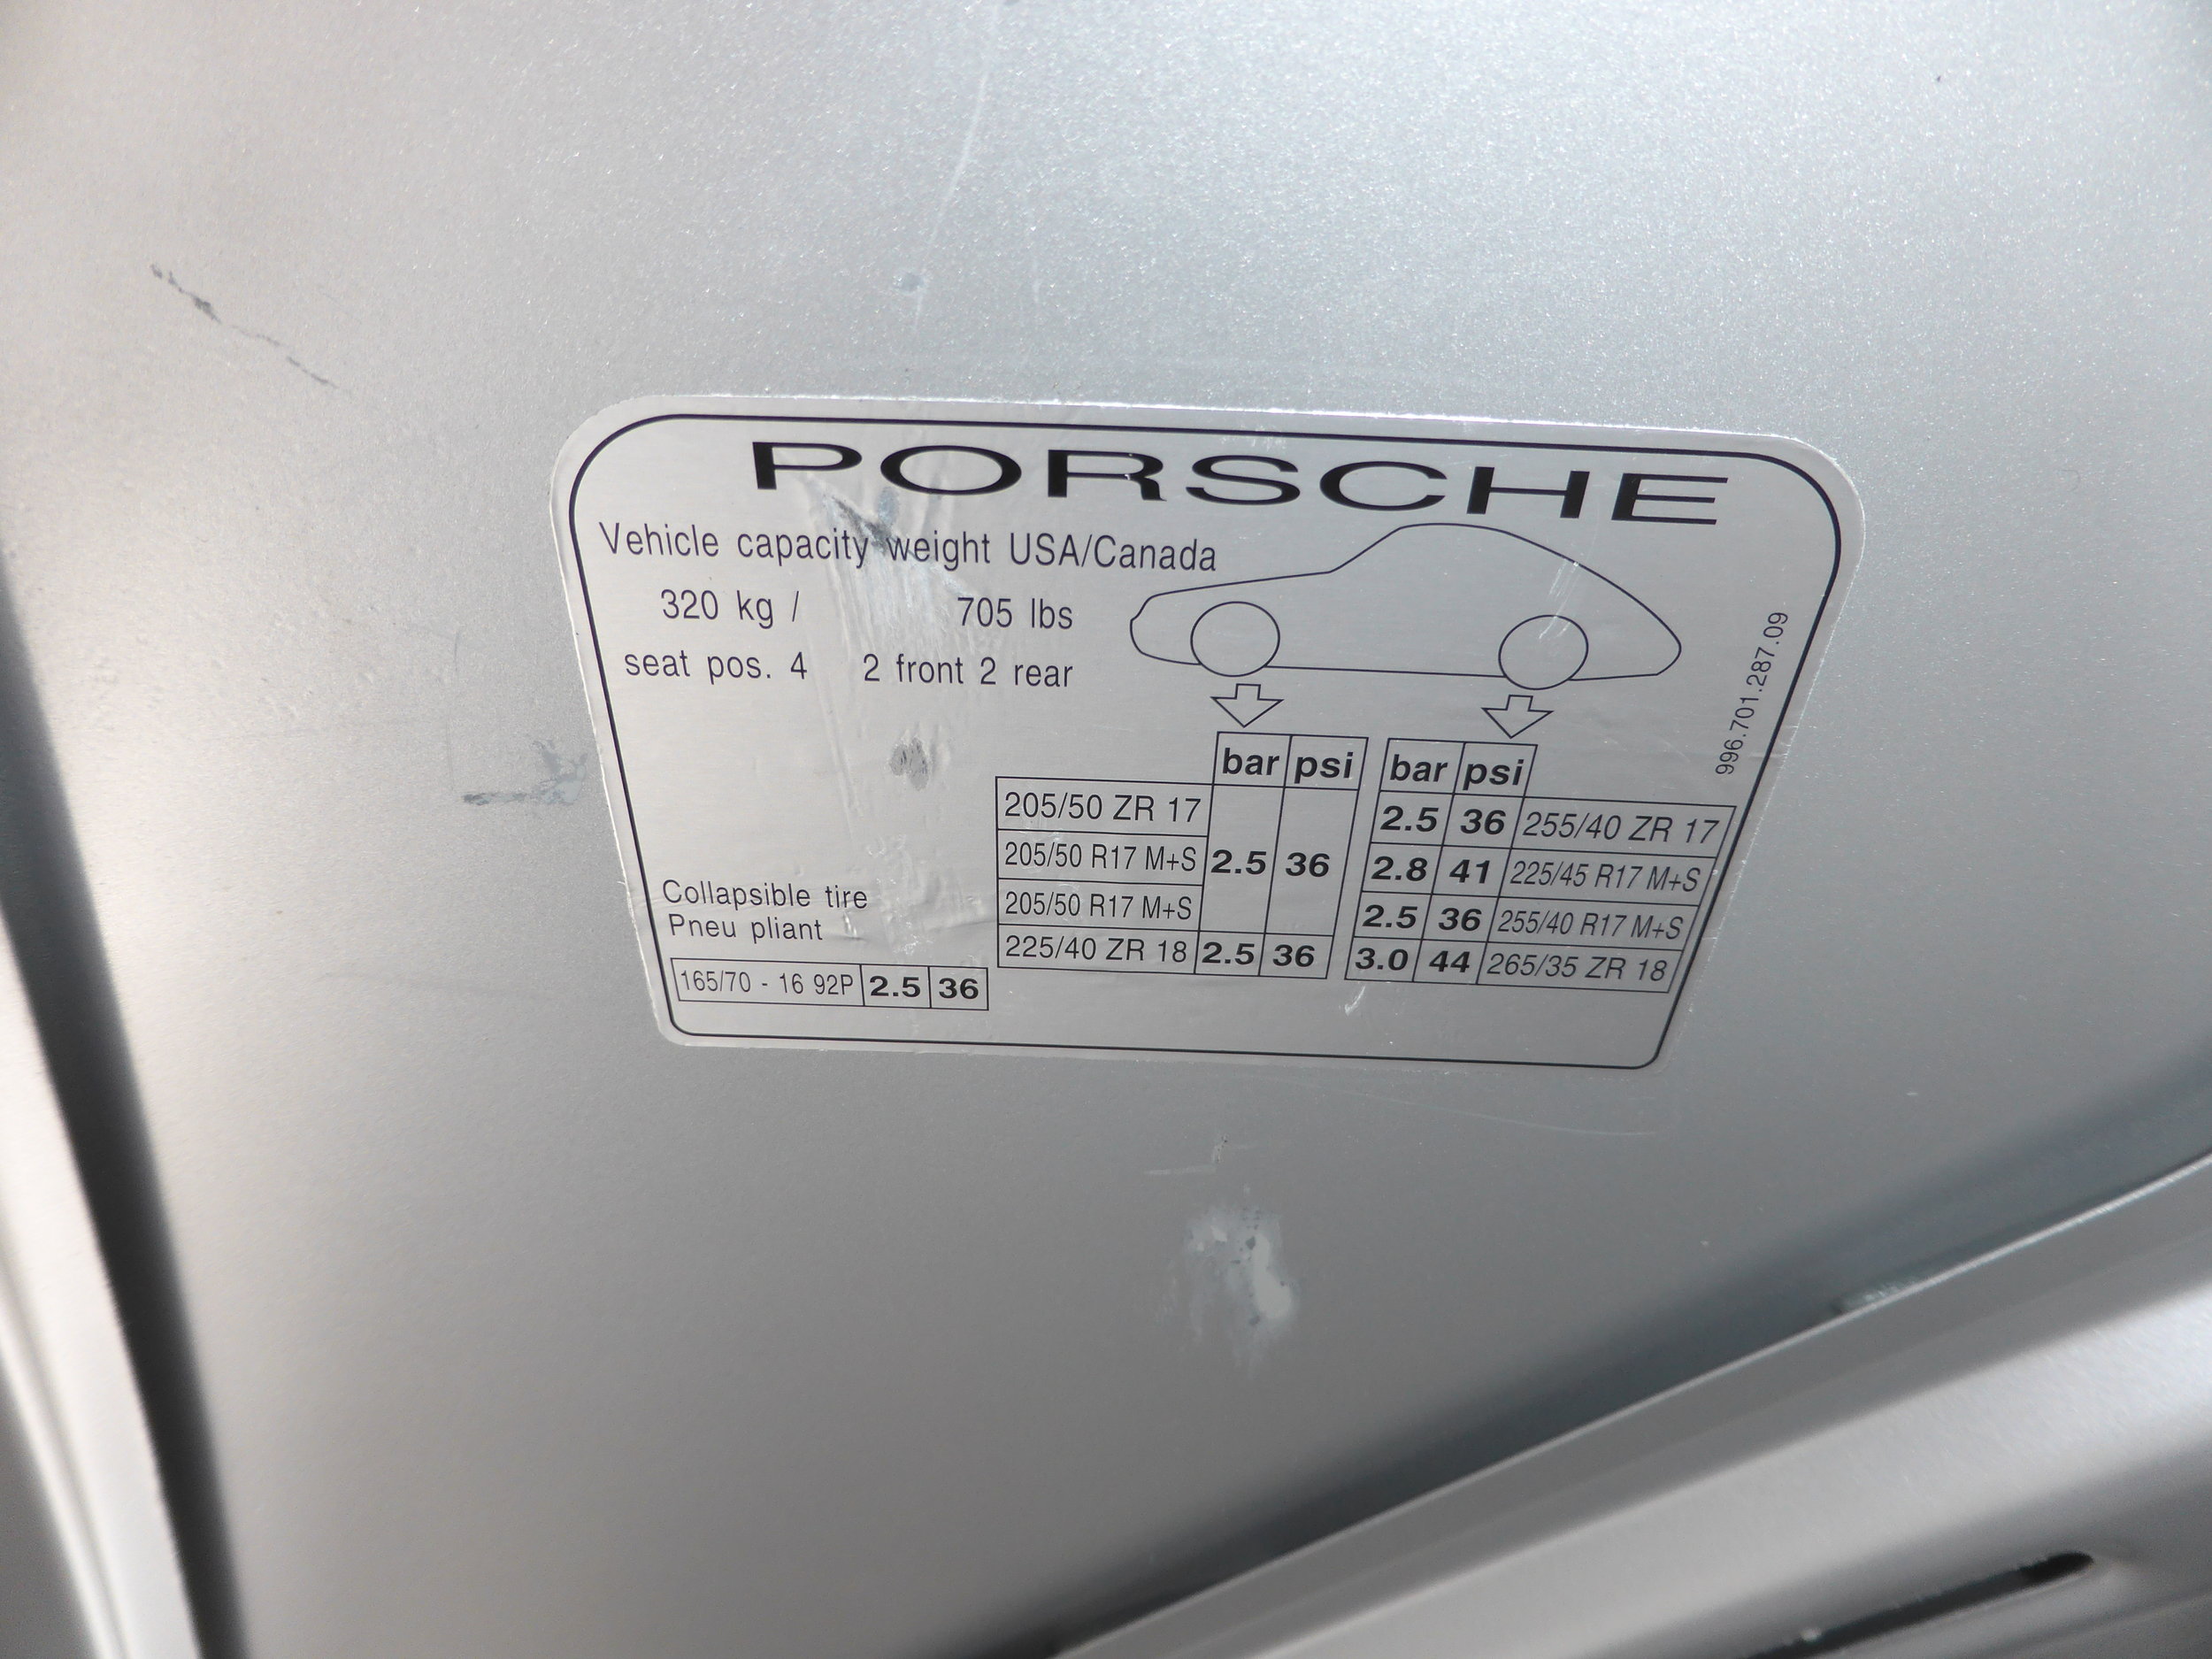 PORSCHE
Vehicle capacity weight USA/Canada
320 kg / 705 lbs
seat pos. 4 2 front 2 rear
996.701.287.09
bar psi bar psi
205/50 ZR 17 2.5 36 255/40 ZR 17
205/50 R17 M+S 2.5 36 2.8 41 225/45 R17 M+S
205/50 R17 M+S 2.5 36 255/40 R17 M+S
225/40 ZR 18 2.5 36 3.0 44 265/35 ZR 18
Collapsible tire
Pneu pliant
165/70 - 16 92P 2.5 36